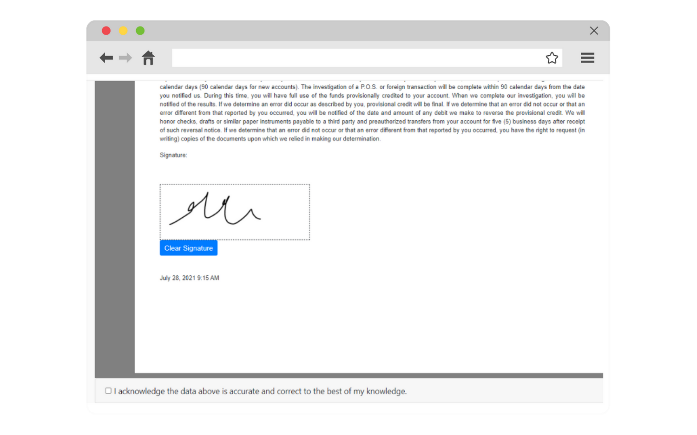 calendar days (90 calendar days for new accounts). The investigation of a P.O.S. or foreign transaction will be complete within 90 calendar days from the date
you notified us. During this time, you will have full use of the funds provisionally credited to your account. When we complete our investigation, you will be
notified of the results. If we determine an error did occur as described by you, provisional credit will be final. If we determine that an error did not occur or that an
error different from that reported by you occurred, you will be notified of the date and amount of any debit we make to reverse the provisional credit. We will
honor checks, drafts or similar paper instruments payable to a third party and preauthorized transfers from your account for five (5) business days after receipt
of such reversal notice. If we determine that an error did not occur or that an error different from that reported by you occurred, you have the right to request (in
writing) copies of the documents upon which we relied in making our determination.
Signature:
Clear Signature
July 28, 2021 9:15 AM
I acknowledge the data above is accurate and correct to the best of my knowledge.